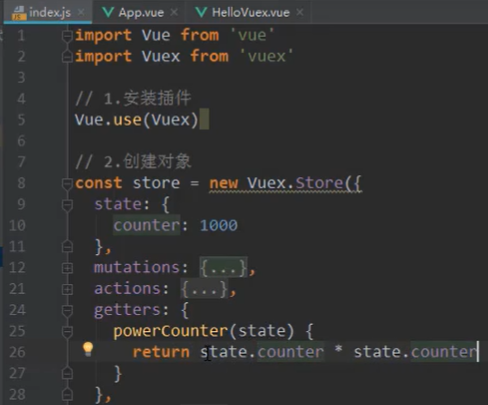 index.js × App.vue × HelloVuex.vue ×
1 import Vue from 'vue'
2 import Vuex from 'vuex'
3
4 // 1.安装插件
5 Vue.use(Vuex)
6
7 // 2.创建对象
8 const store = new Vuex.Store({
9 state: {
10 counter: 1000
11 },
12 mutations: {...},
21 actions: {...},
24 getters: {
25 powerCounter(state) {
26 return state.counter * state.counter
27 }
28 },